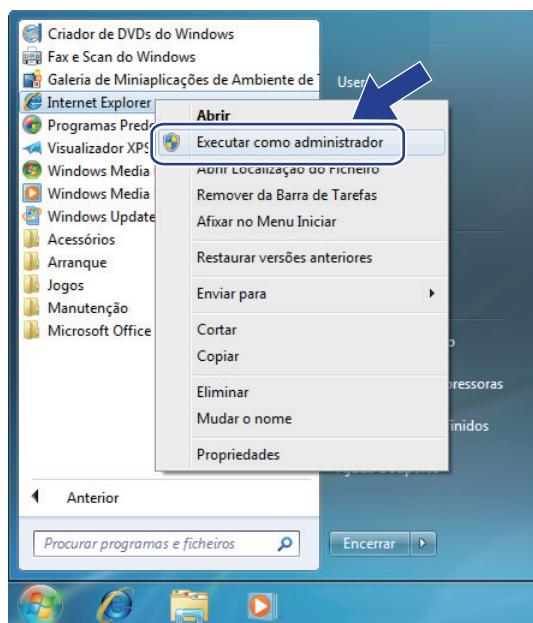 Criador de DVDs do Windows
Fax e Scan do Windows
Galeria de Miniaplicações de Ambiente de
User
Internet Explorer
Abrir
Programas
Executar como administrador
Visualizador XPS
Abrir Localização do Ficheiro
Windows Media
Remover da Barra de Tarefas
Windows Media
Windows Update
Afixar no Menu Iniciar
Acessórios
Arranque
Restaurar versões anteriores
Jogos
Enviar para
Manutenção
Microsoft Office
Cortar
Copiar
Eliminar
Mudar o nome
Propriedades
Anterior
Procurar programas e ficheiros
Encerrar